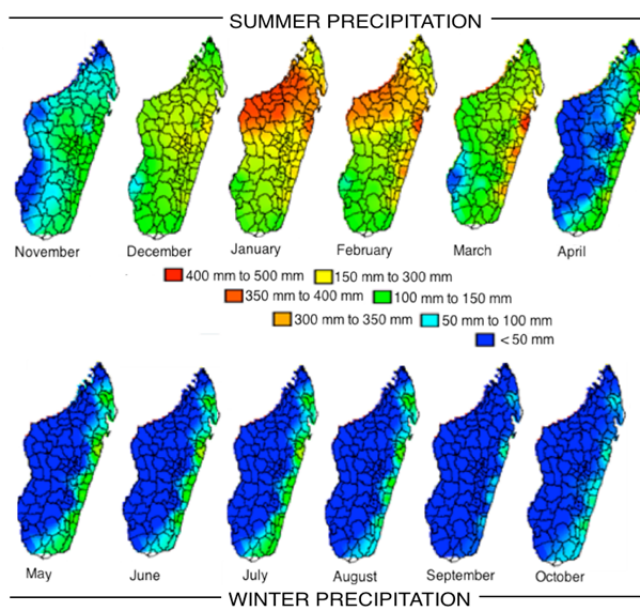 SUMMER PRECIPITATION
November
December
January
February
March
April
400 mm to 500 mm
150 mm to 300 mm
350 mm to 400 mm
100 mm to 150 mm
300 mm to 350 mm
50 mm to 100 mm
< 50 mm
May
June
July
August
September
October
WINTER PRECIPITATION